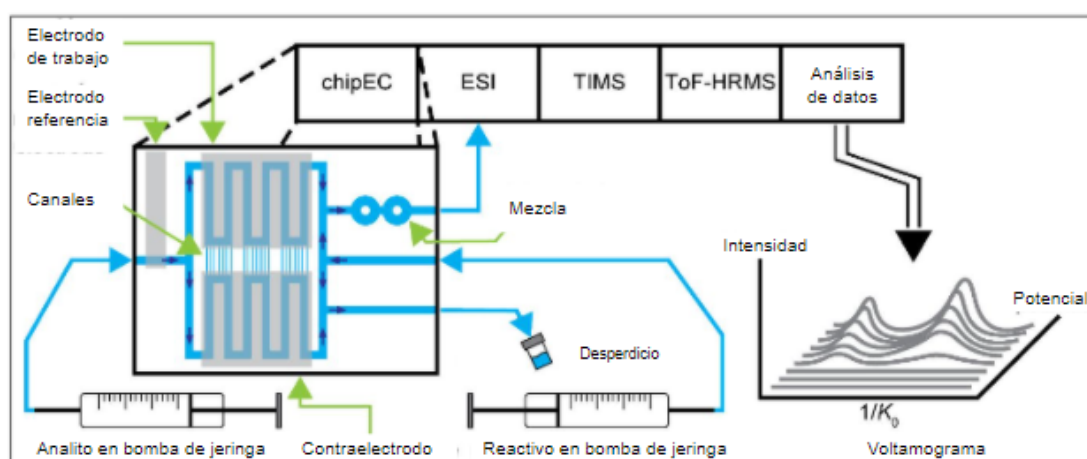 Electrodo
de trabajo
Electrodo
referencia
Canales
chipEC
ESI
TIMS
ToF-HRMS
Análisis
de datos
Mezcla
Desperdicio
Intensidad
Potencial
1/K₀
Analito en bomba de jeringa
Contraelectrodo
Reactivo en bomba de jeringa
Voltamograma